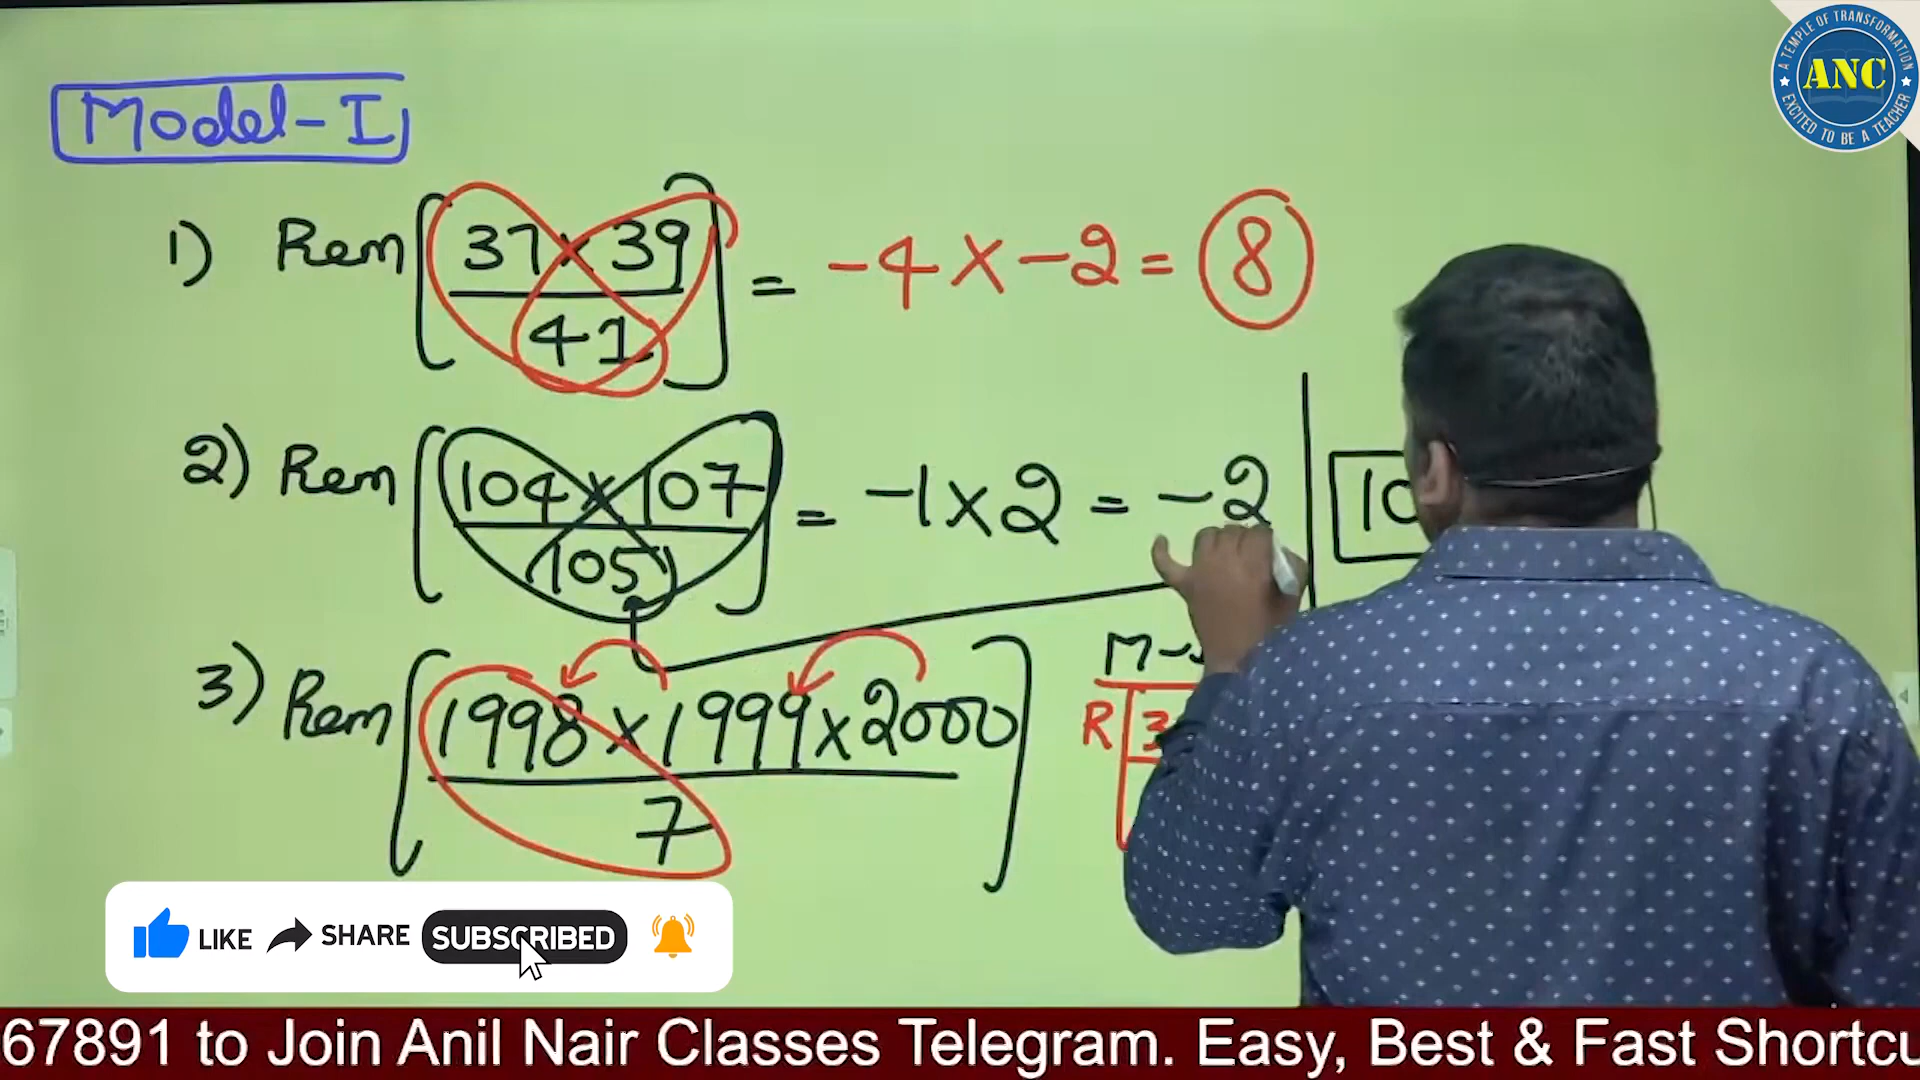 Model-I
A TEMPLE OF TRANSFORMATION
ANC
EXCITED TO BE A TEACHER
1) Rem [ 37 x 39 / 41 ] = -4 x -2 = 8
2) Rem [ 104 x 107 / 105 ] = -1 x 2 = -2
10
3) Rem [ 1998 x 1999 x 2000 / 7 ]
R 3
LIKE SHARE SUBSCRIBED
67891 to Join Anil Nair Classes Telegram. Easy, Best & Fast Shortcu